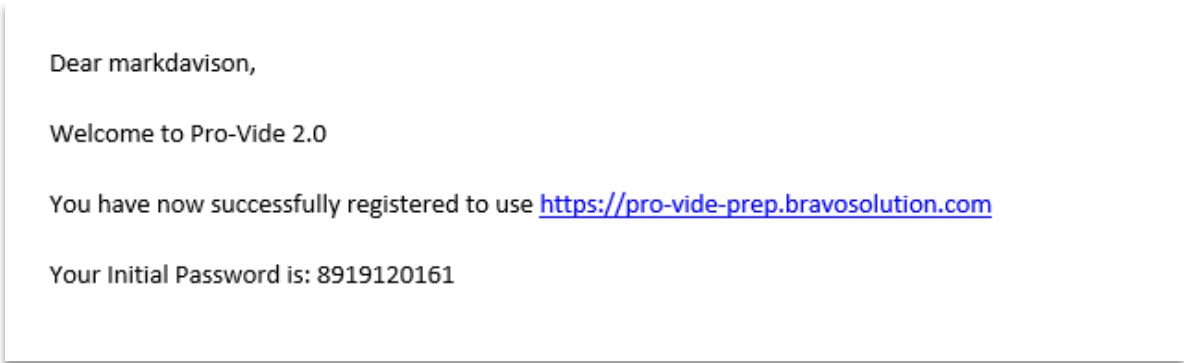 Dear markdavison,
Welcome to Pro-Vide 2.0
You have now successfully registered to use https://pro-vide-prep.bravosolution.com
Your Initial Password is: 8919120161